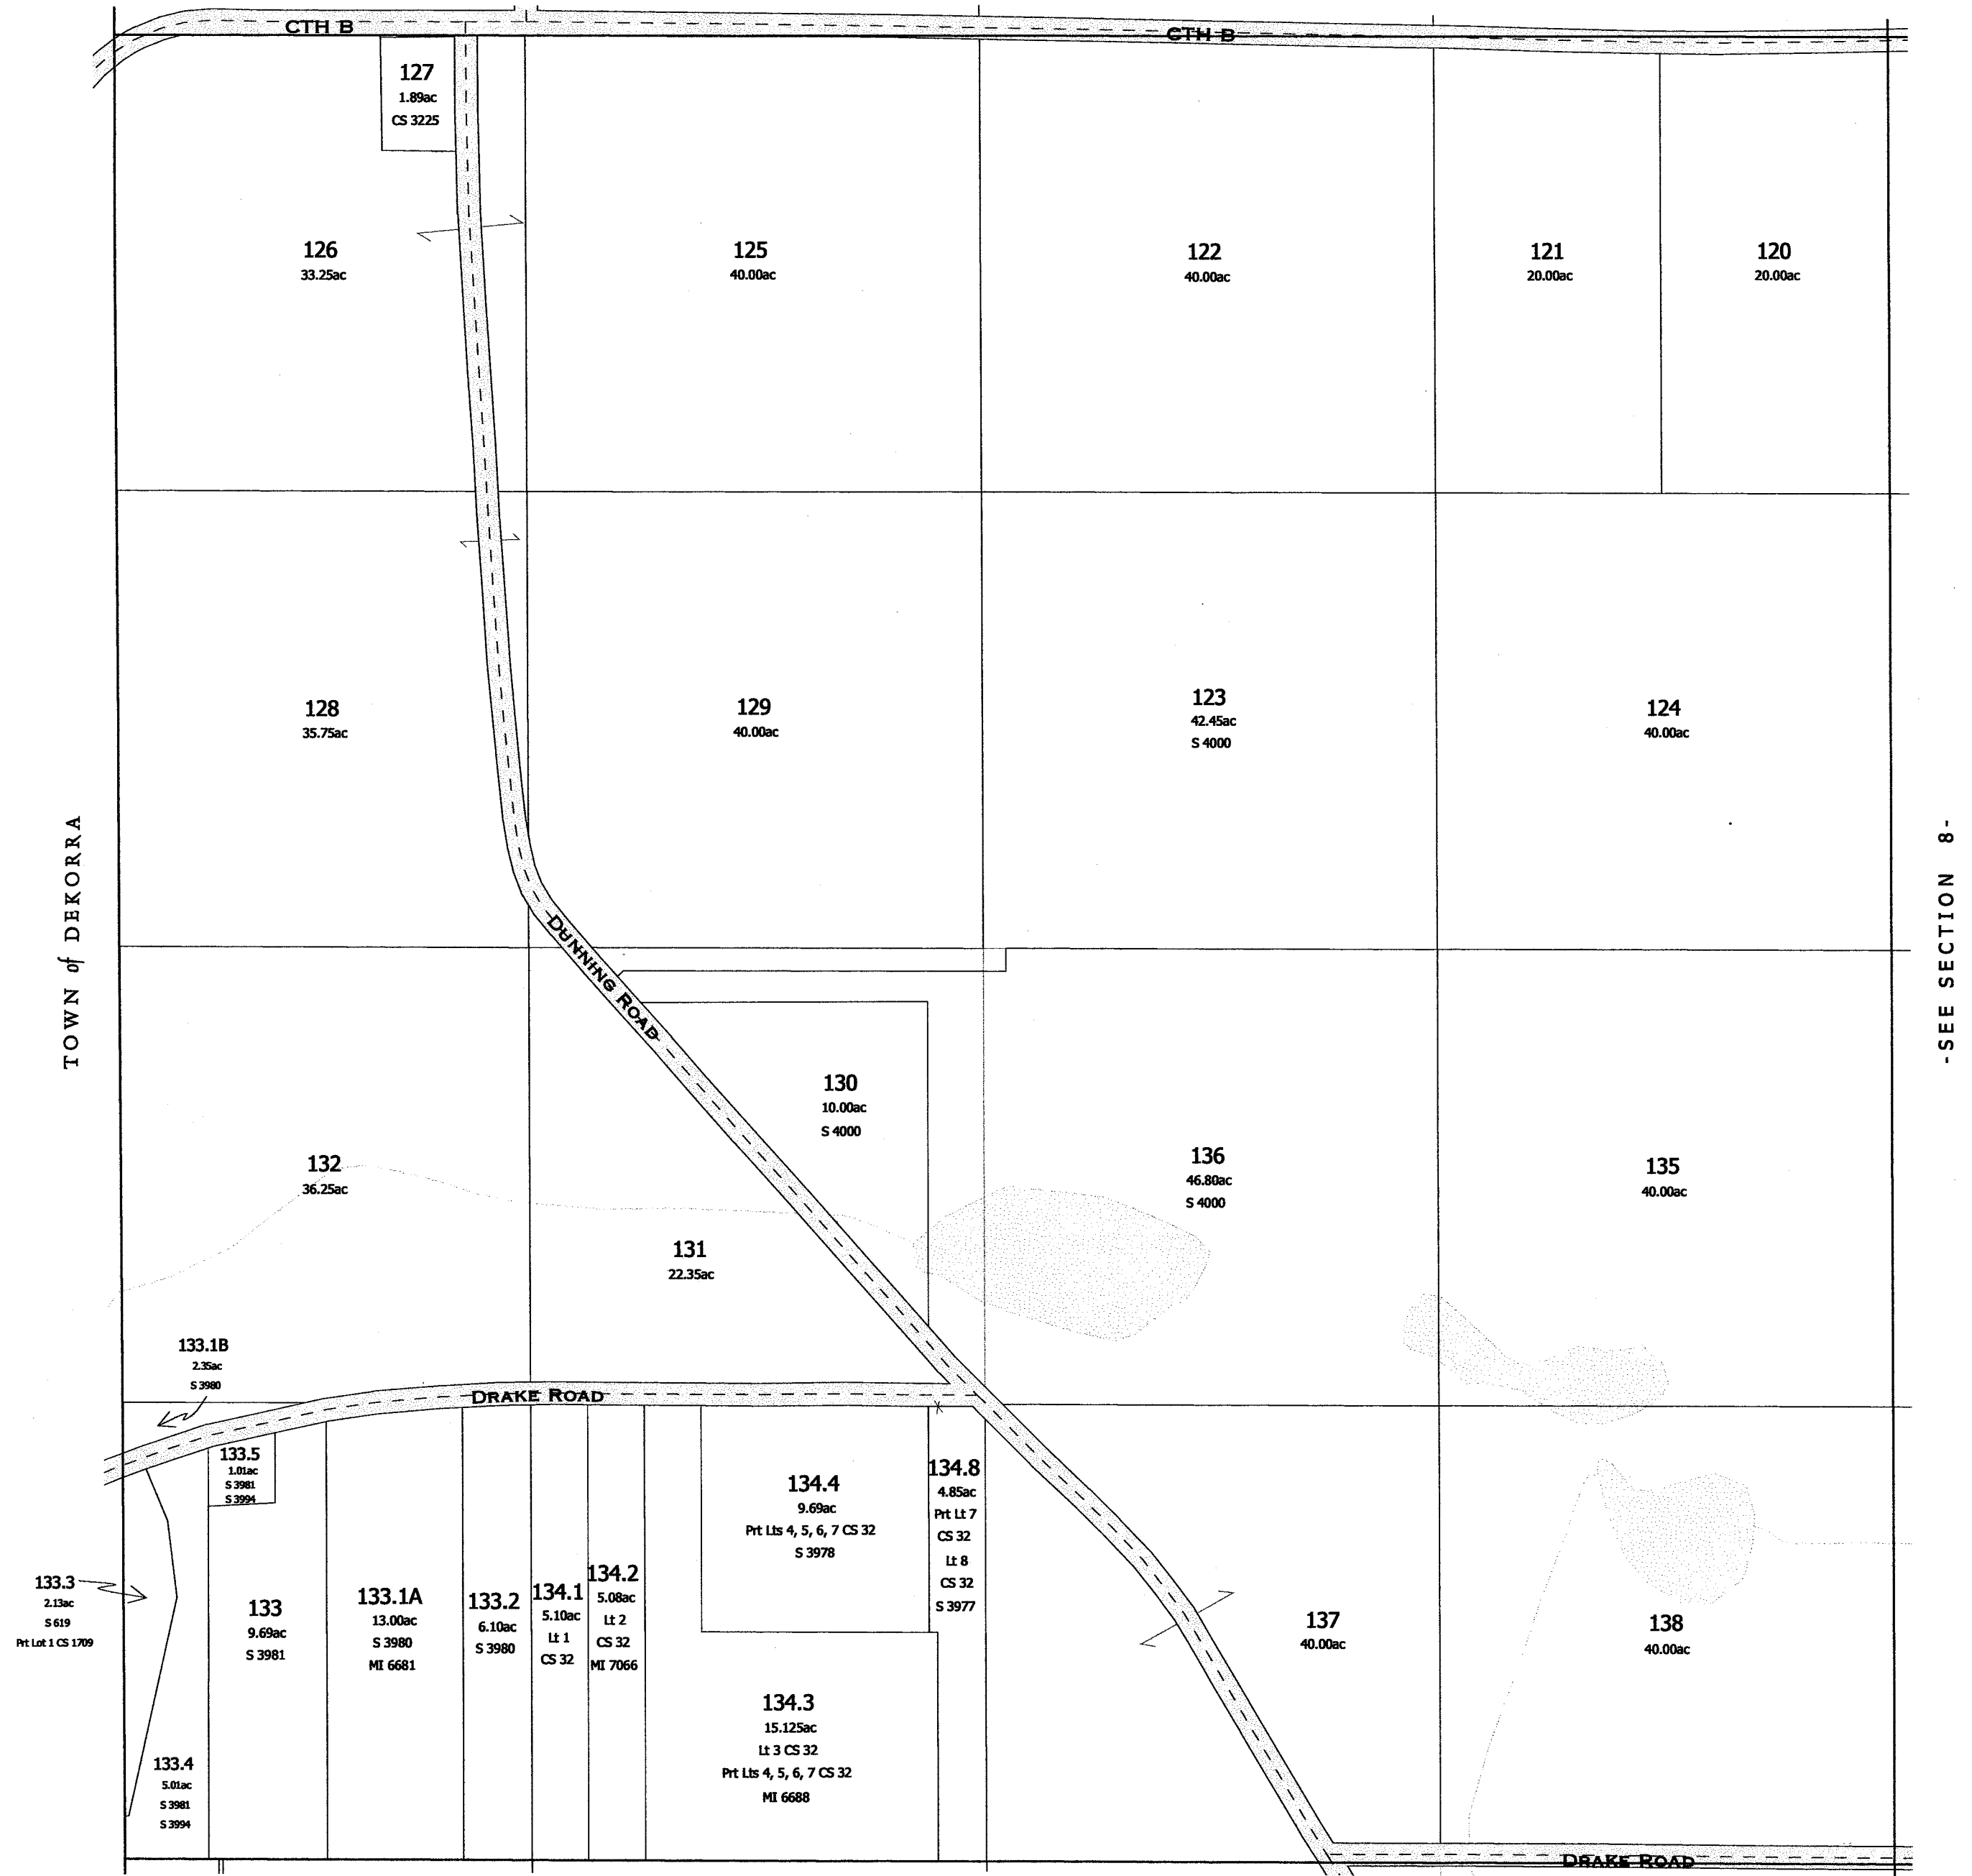 CTH B
CTH B
127
1.89ac
CS 3225
126
33.25ac
125
40.00ac
122
40.00ac
121
20.00ac
120
20.00ac
128
35.75ac
129
40.00ac
123
42.45ac
S 4000
124
40.00ac
TOWN of DEKORRA
-SEE SECTION 8-
DUNNING ROAD
130
10.00ac
S 4000
132
36.25ac
131
22.35ac
136
46.80ac
S 4000
135
40.00ac
133.1B
2.35ac
S 3980
DRAKE ROAD
133.5
1.01ac
S 3981
S 3994
133.3
2.13ac
S 619
Prt Lot 1 CS 1709
133
9.69ac
S 3981
133.1A
13.00ac
S 3980
MI 6681
133.2
6.10ac
S 3980
134.1
5.10ac
Lt 1
CS 32
134.2
5.08ac
Lt 2
CS 32
MI 7066
134.4
9.69ac
Prt Lts 4, 5, 6, 7 CS 32
S 3978
134.8
4.85ac
Prt Lt 7
CS 32
Lt 8
CS 32
S 3977
137
40.00ac
138
40.00ac
133.4
5.01ac
S 3981
S 3994
134.3
15.125ac
Lt 3 CS 32
Prt Lts 4, 5, 6, 7 CS 32
MI 6688
DRAKE ROAD